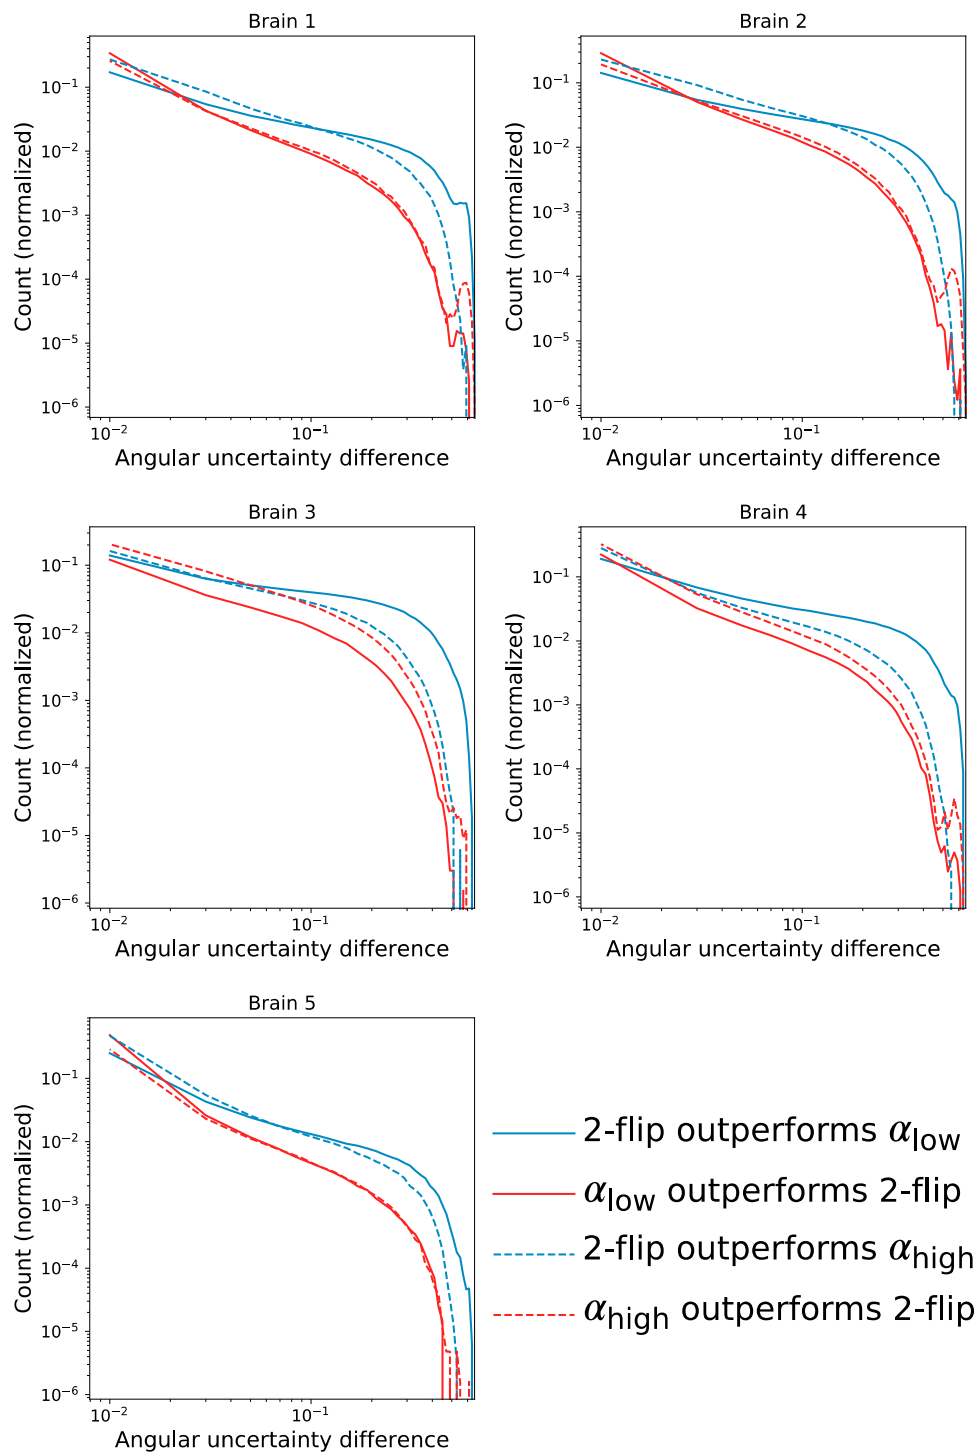 Brain 1
Brain 2
Count (normalized)
10⁻¹
10⁻²
10⁻³
10⁻⁴
10⁻⁵
10⁻⁶
10⁻²
10⁻¹
Angular uncertainty difference
Count (normalized)
10⁻¹
10⁻²
10⁻³
10⁻⁴
10⁻⁵
10⁻⁶
10⁻²
10⁻¹
Angular uncertainty difference
Brain 3
Brain 4
Count (normalized)
10⁻¹
10⁻²
10⁻³
10⁻⁴
10⁻⁵
10⁻⁶
10⁻²
10⁻¹
Angular uncertainty difference
Count (normalized)
10⁻¹
10⁻²
10⁻³
10⁻⁴
10⁻⁵
10⁻⁶
10⁻²
10⁻¹
Angular uncertainty difference
Brain 5
Count (normalized)
10⁻¹
10⁻²
10⁻³
10⁻⁴
10⁻⁵
10⁻⁶
10⁻²
10⁻¹
Angular uncertainty difference
2-flip outperforms α_low
α_low outperforms 2-flip
2-flip outperforms α_high
α_high outperforms 2-flip